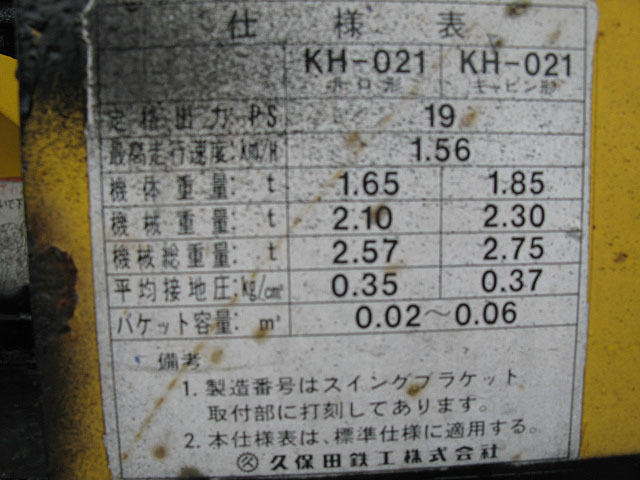 仕様表
KH-021 KH-021
ホロ形 キャビン形
定格出力 PS 19
最高走行速度: km/H 1.56
機体重量: t 1.65 1.85
機械重量: t 2.10 2.30
機械総重量: t 2.57 2.75
平均接地圧: kg/cm² 0.35 0.37
バケット容量: m³ 0.02〜0.06
備考
1. 製造番号はスイングブラケット
取付部に打刻してあります。
2. 本仕様表は、標準仕様に適用する。
久保田鉄工株式会社